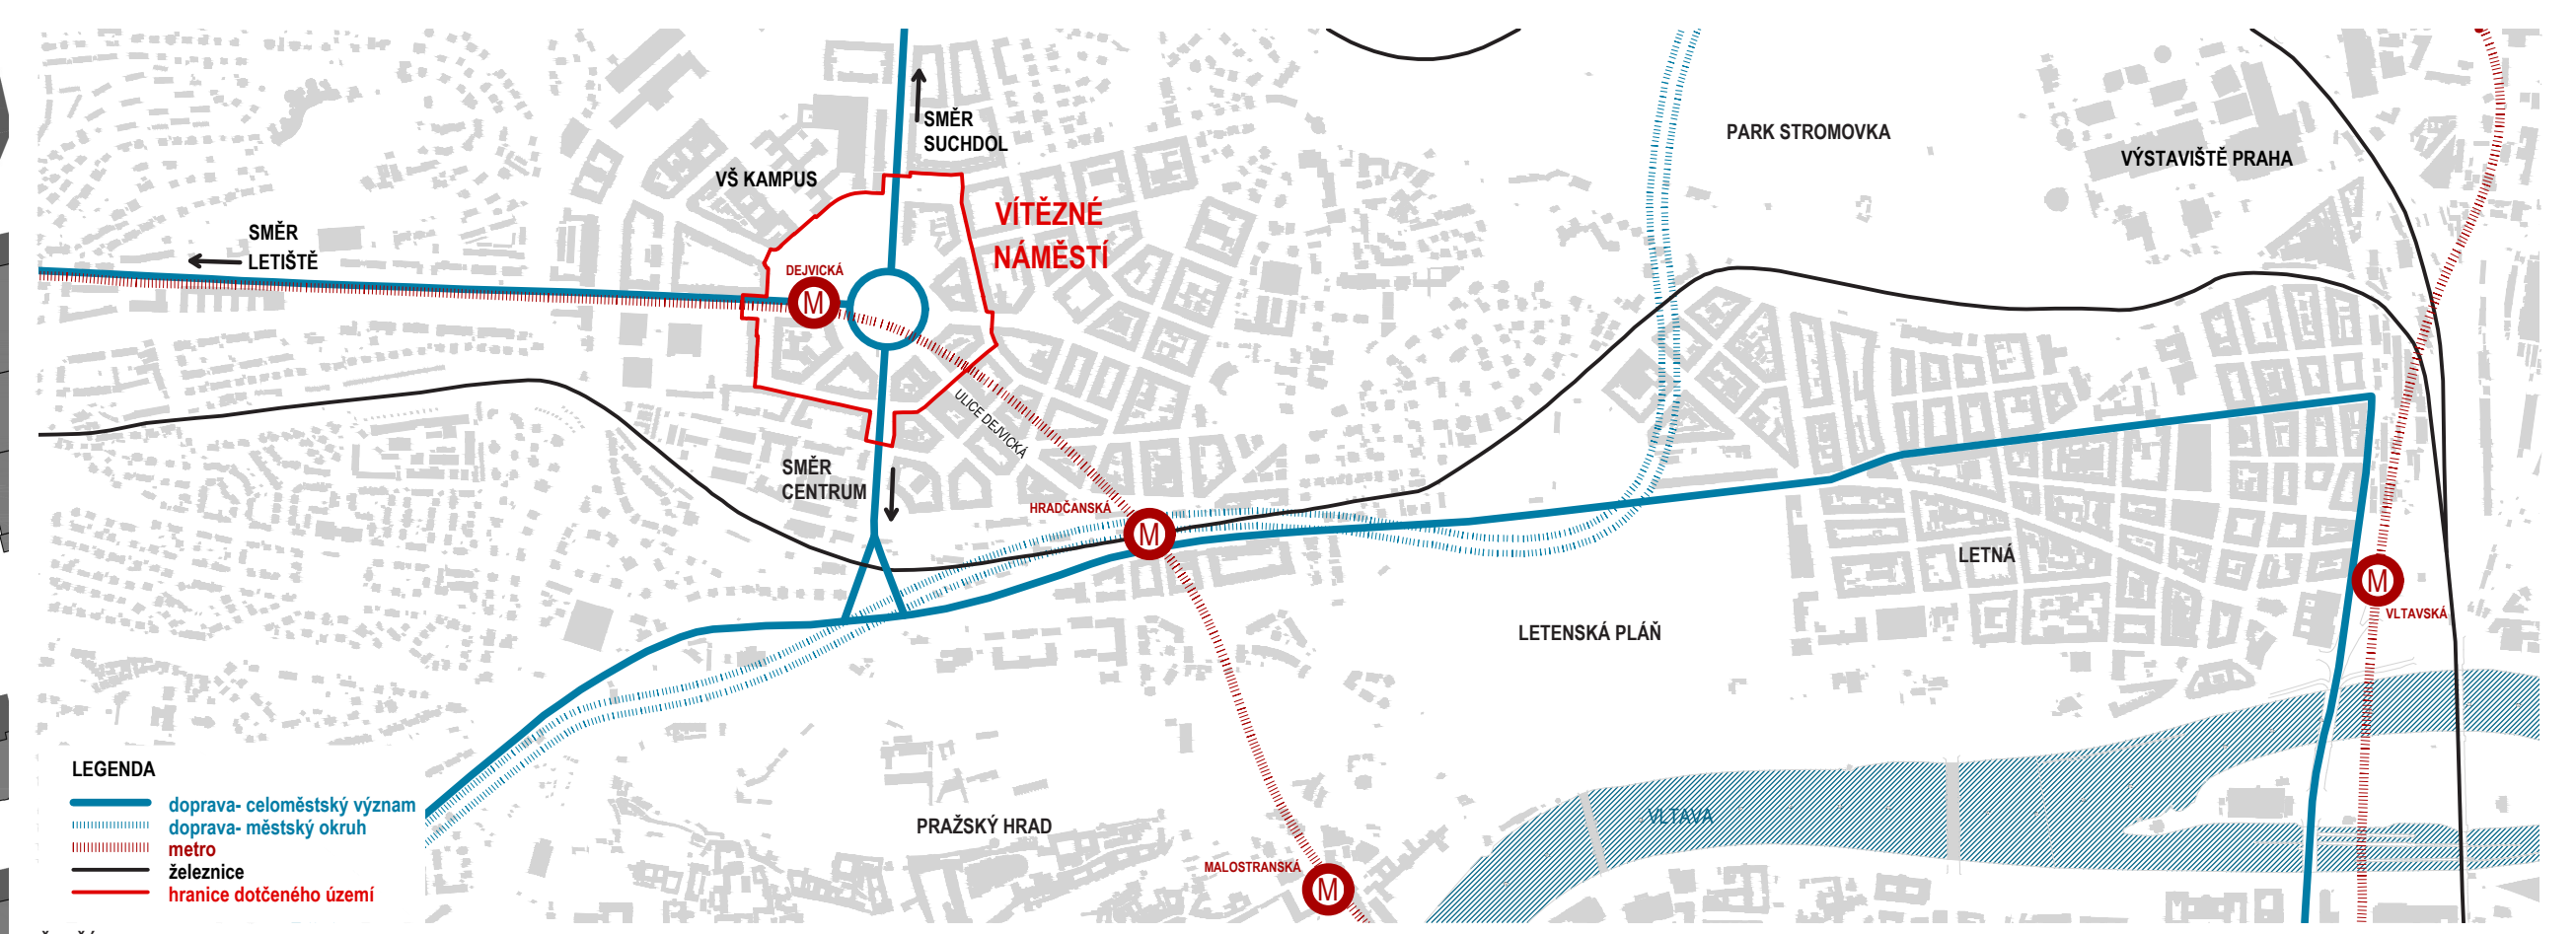 SMĚR
SUCHDOL
PARK STROMOVKA
VÝSTAVIŠTĚ PRAHA
VŠ KAMPUS
VÍTĚZNÉ
NÁMĚSTÍ
SMĚR
LETIŠTĚ
DEJVICKÁ
M
ULICE DEJVICKÁ
SMĚR
CENTRUM
HRADČANSKÁ
M
LETNÁ
M
VLTAVSKÁ
LETENSKÁ PLÁŇ
VLTAVA
PRAŽSKÝ HRAD
MALOSTRANSKÁ
M
LEGENDA
doprava- celoměstský význam
doprava- městský okruh
metro
železnice
hranice dotčeného území